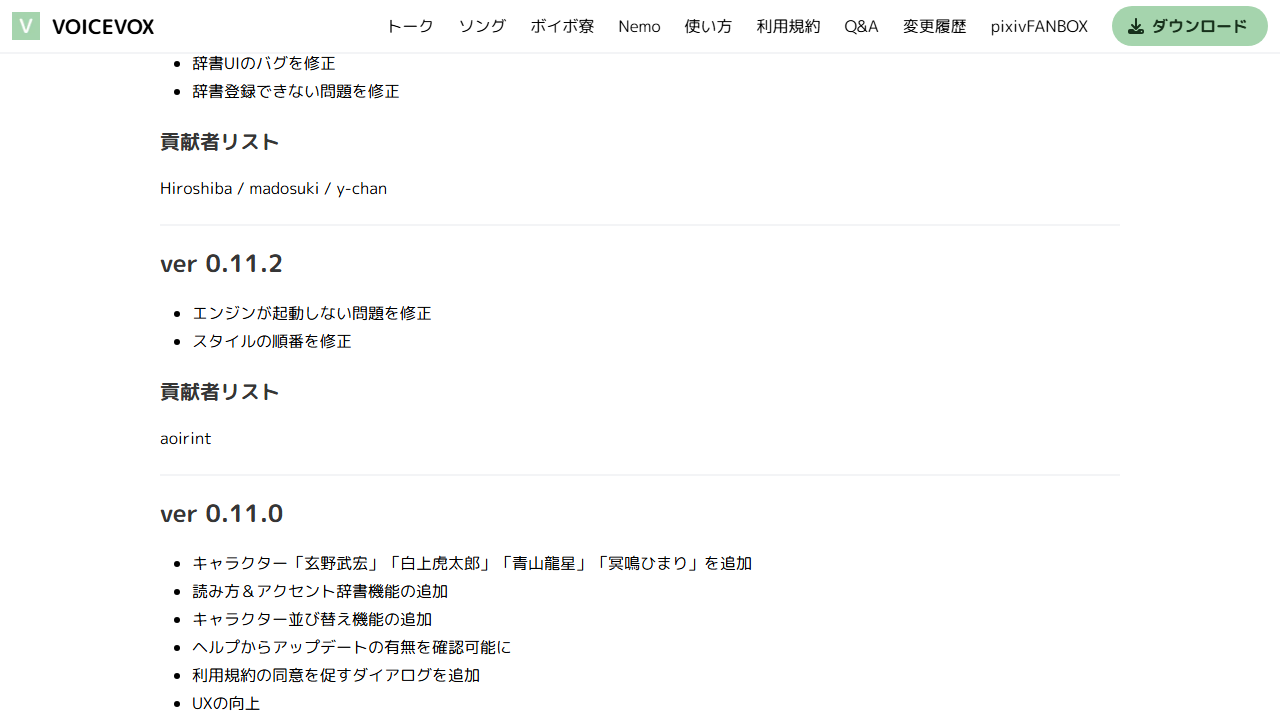 V VOICEVOX トーク ソング ボイボ寮 Nemo 使い方 利用規約 Q&A 変更履歴 pixivFANBOX ダウンロード
辞書UIのバグを修正
辞書登録できない問題を修正
貢献者リスト
Hiroshiba / madosuki / y-chan
ver 0.11.2
エンジンが起動しない問題を修正
スタイルの順番を修正
貢献者リスト
aoirint
ver 0.11.0
キャラクター「玄野武宏」「白上虎太郎」「青山龍星」「冥鳴ひまり」を追加
読み方＆アクセント辞書機能の追加
キャラクター並び替え機能の追加
ヘルプからアップデートの有無を確認可能に
利用規約の同意を促すダイアログを追加
UXの向上